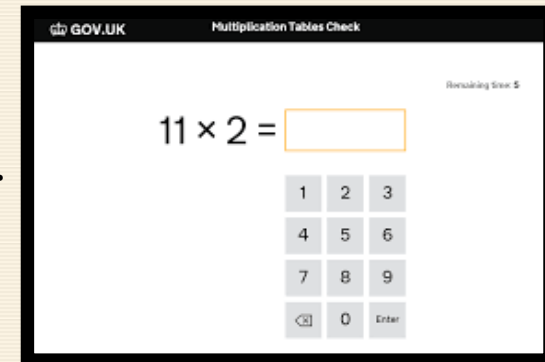 GOV.UK
Multiplication Tables Check
Remaining time: 5
11 × 2 =
1 2 3
4 5 6
7 8 9
0 Enter